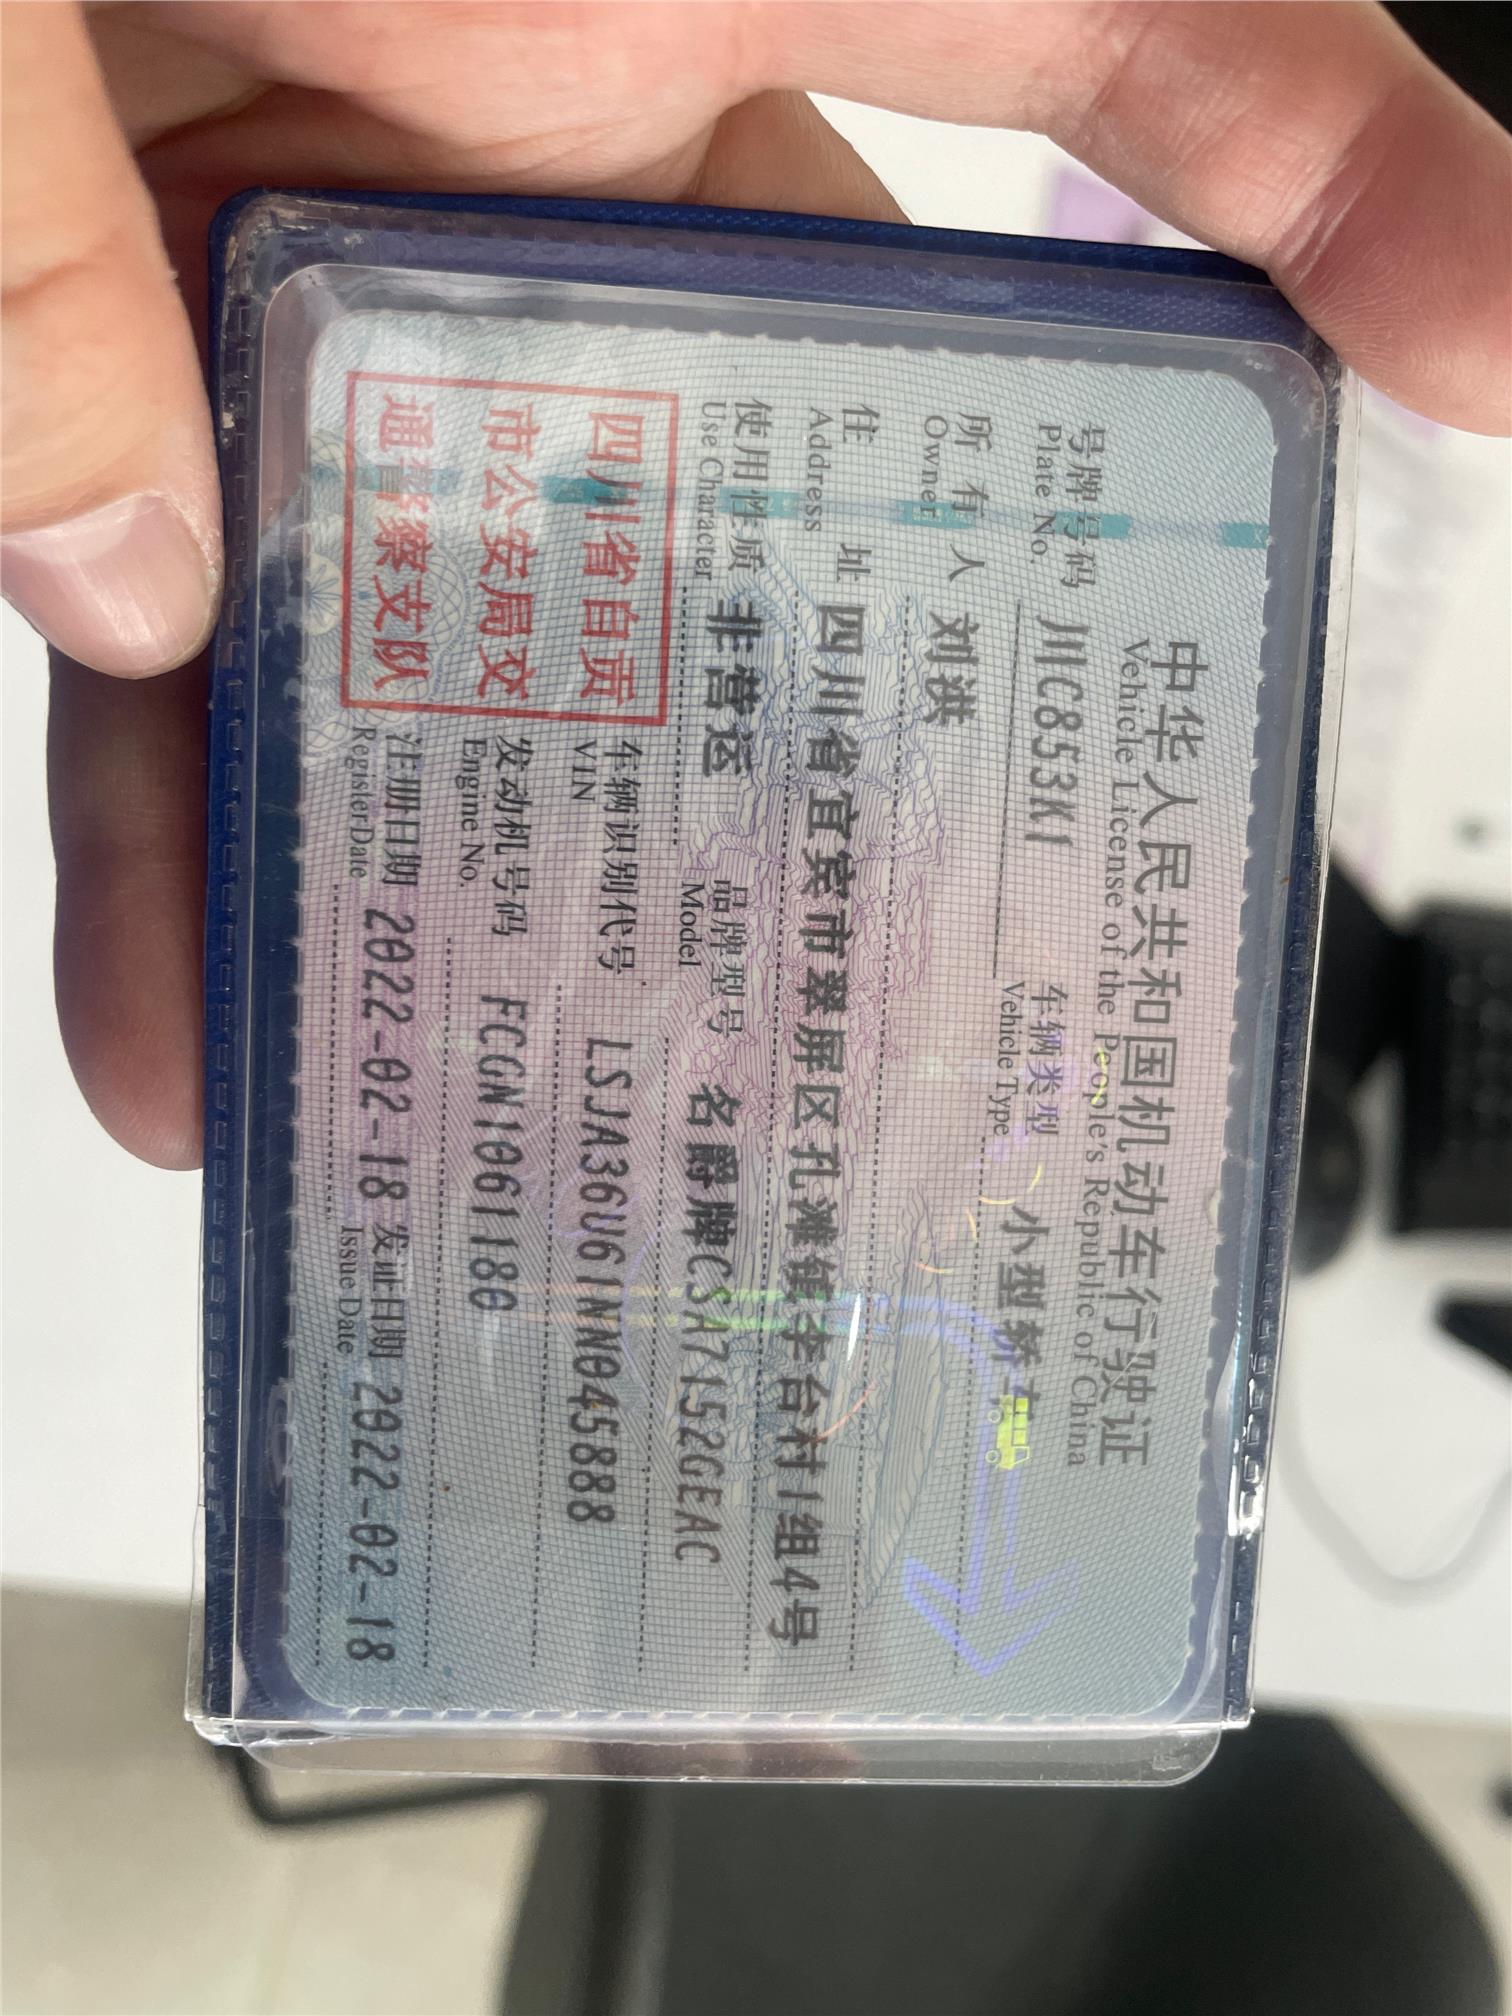 中华人民共和国机动车行驶证
Vehicle License of the People's Republic of China
号牌号码 川C853K1 车辆类型 小型轿车
Plate No. Vehicle Type
所有人 刘洪
Owner
住址 四川省宜宾市翠屏区孔滩镇李台村1组4号
Address
使用性质 非营运 品牌型号 名爵牌CSA7152GEAC
Use Character Model
四川省自贡
市公安局交
通警察支队
车辆识别代号 LSJA36U61NN045888
VIN
发动机号码 FCGN1061180
Engine No.
注册日期 2022-02-18 发证日期 2022-02-18
Register Date Issue Date